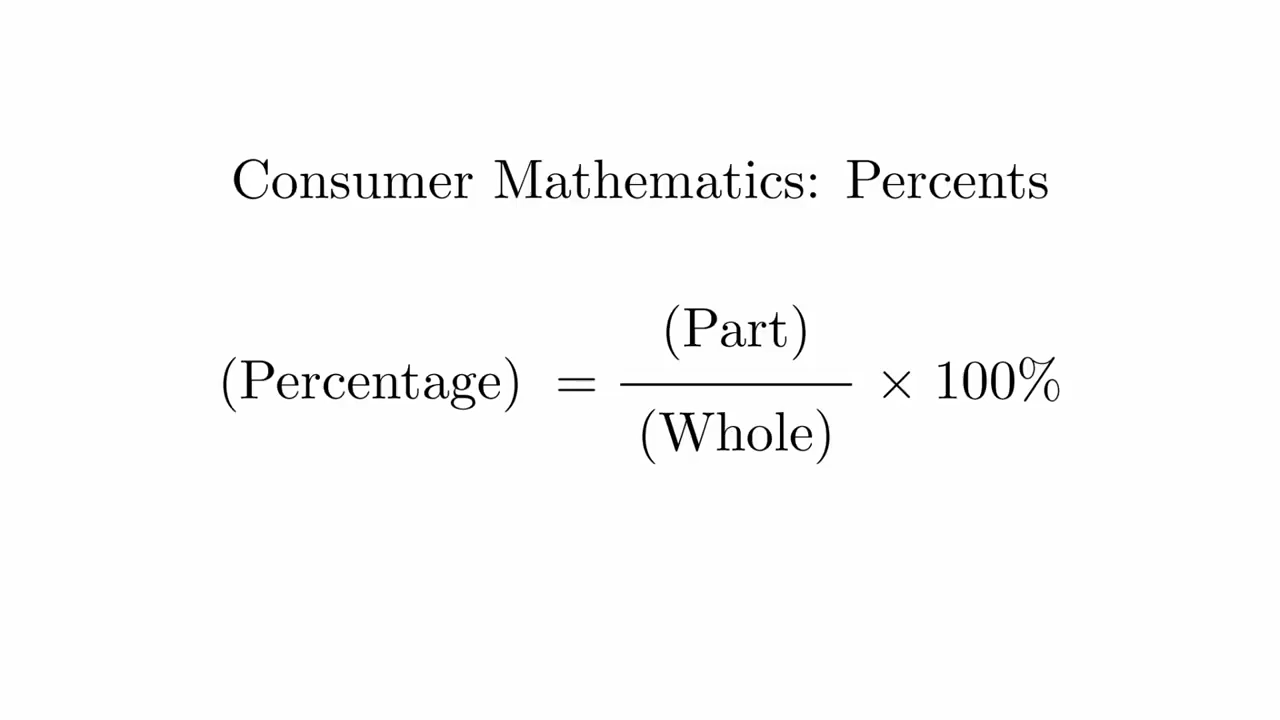 Consumer Mathematics: Percents
(Percentage) = (Part) / (Whole) × 100%